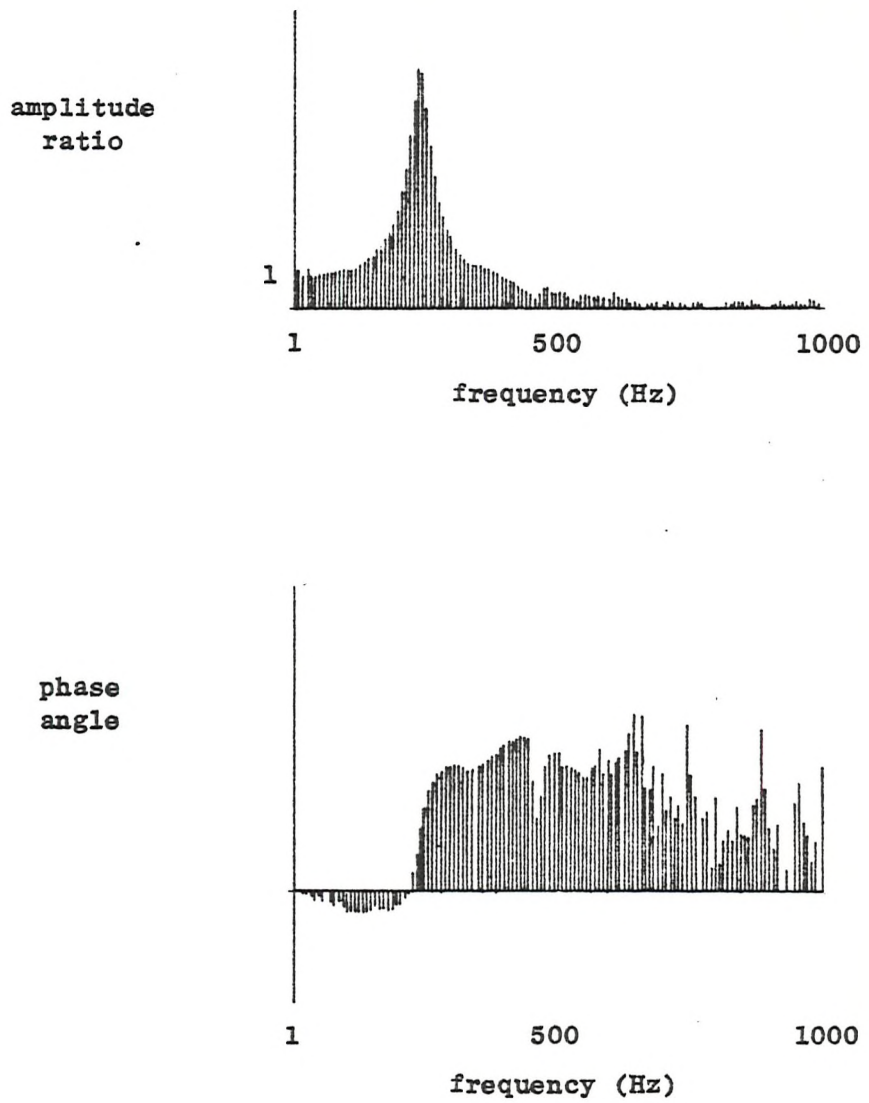 amplitude
ratio
1
1 500 1000
frequency (Hz)
phase
angle
1 500 1000
frequency (Hz)